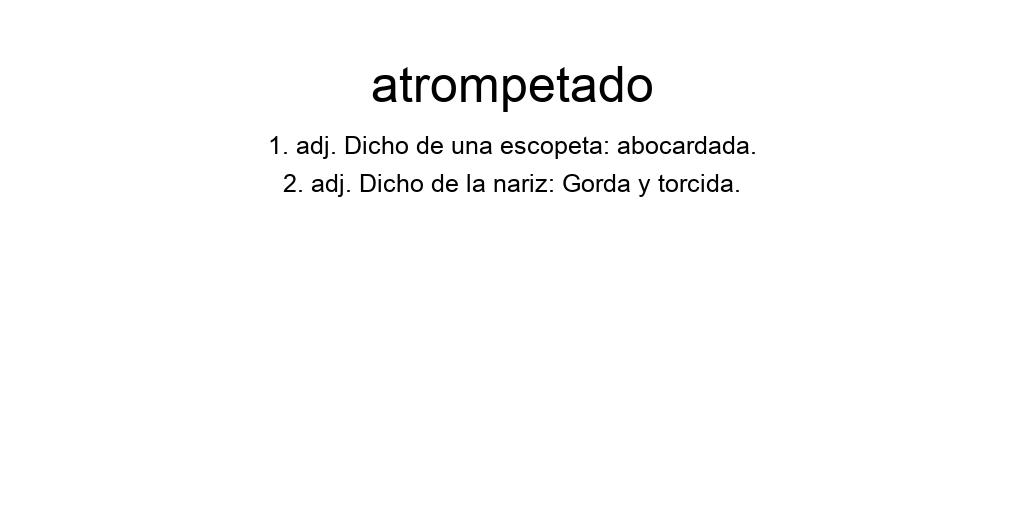 atrompetado
1. adj. Dicho de una escopeta: abocardada.
2. adj. Dicho de la nariz: Gorda y torcida.